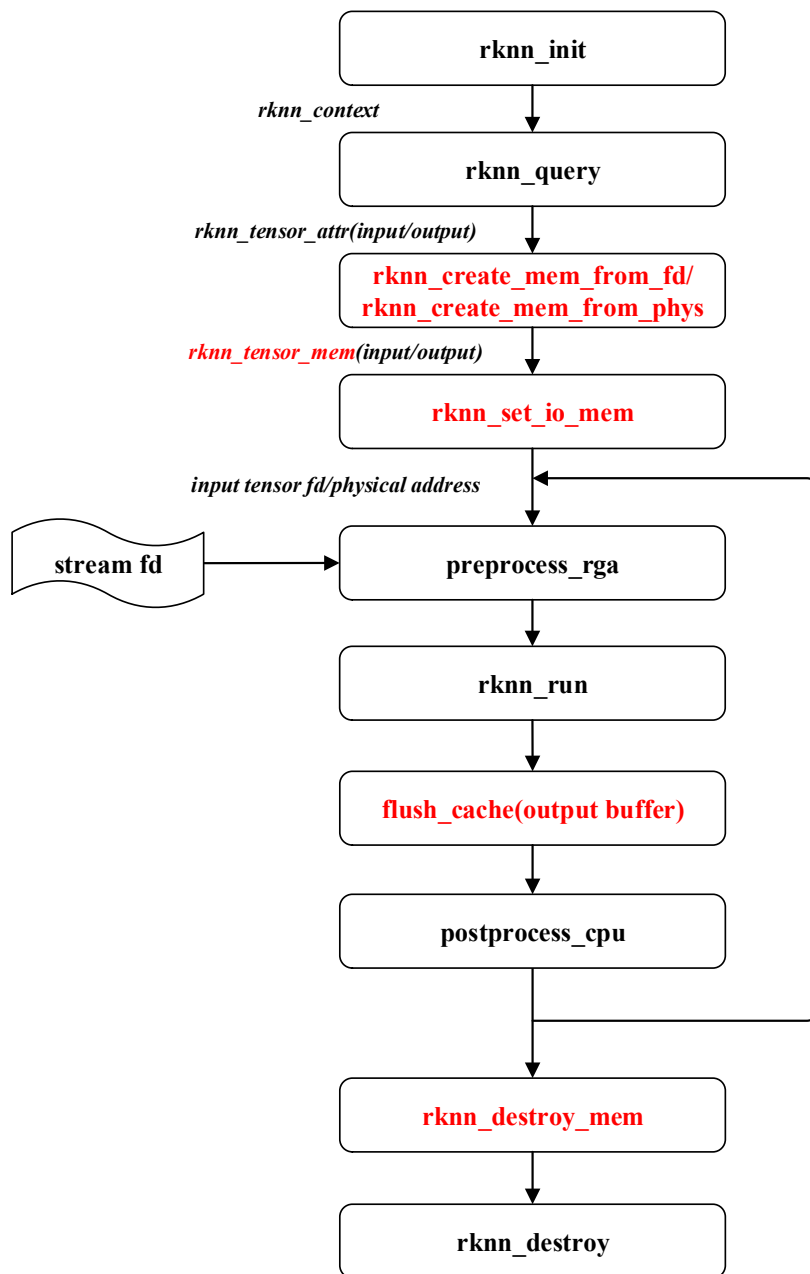 rknn_init
rknn_context
rknn_query
rknn_tensor_attr(input/output)
rknn_create_mem_from_fd/
rknn_create_mem_from_phys
rknn_tensor_mem(input/output)
rknn_set_io_mem
input tensor fd/physical address
stream fd
preprocess_rga
rknn_run
flush_cache(output buffer)
postprocess_cpu
rknn_destroy_mem
rknn_destroy